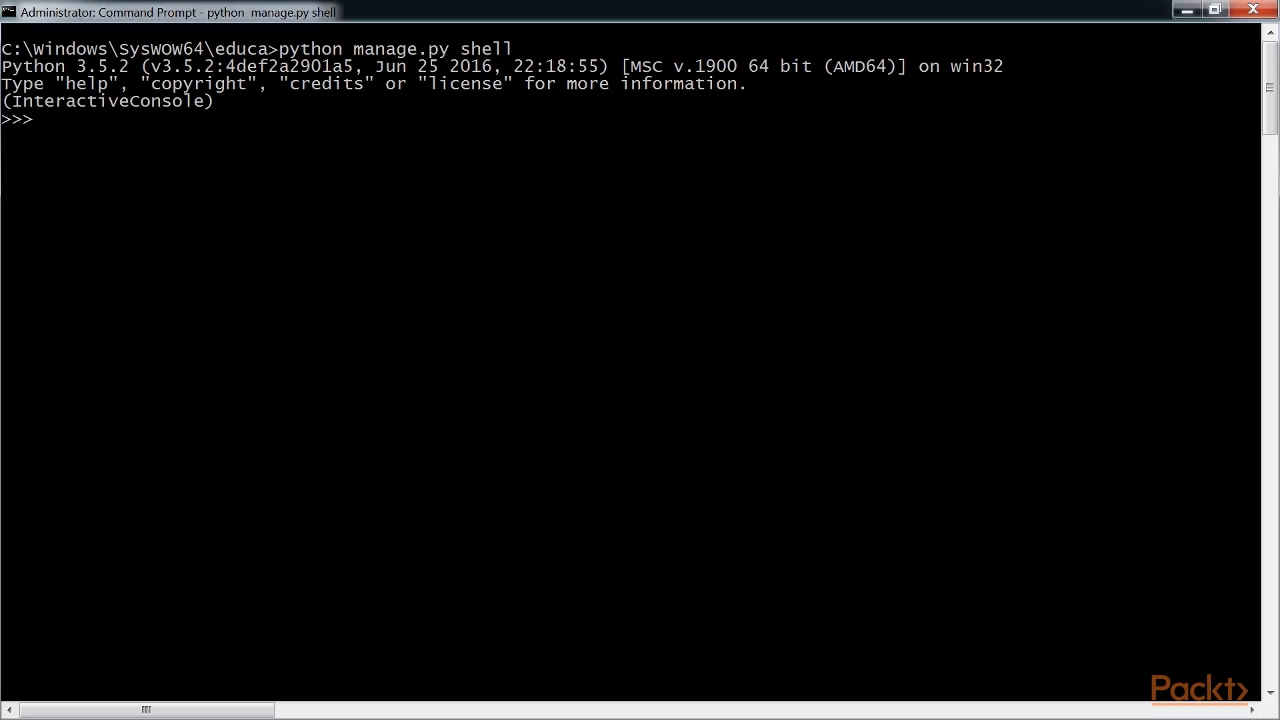 Administrator: Command Prompt - python  manage.py shell
C:\Windows\SysWOW64\educa>python manage.py shell
Python 3.5.2 (v3.5.2:4def2a2901a5, Jun 25 2016, 22:18:55) [MSC v.1900 64 bit (AMD64)] on win32
Type "help", "copyright", "credits" or "license" for more information.
(InteractiveConsole)
>>>
Packt>